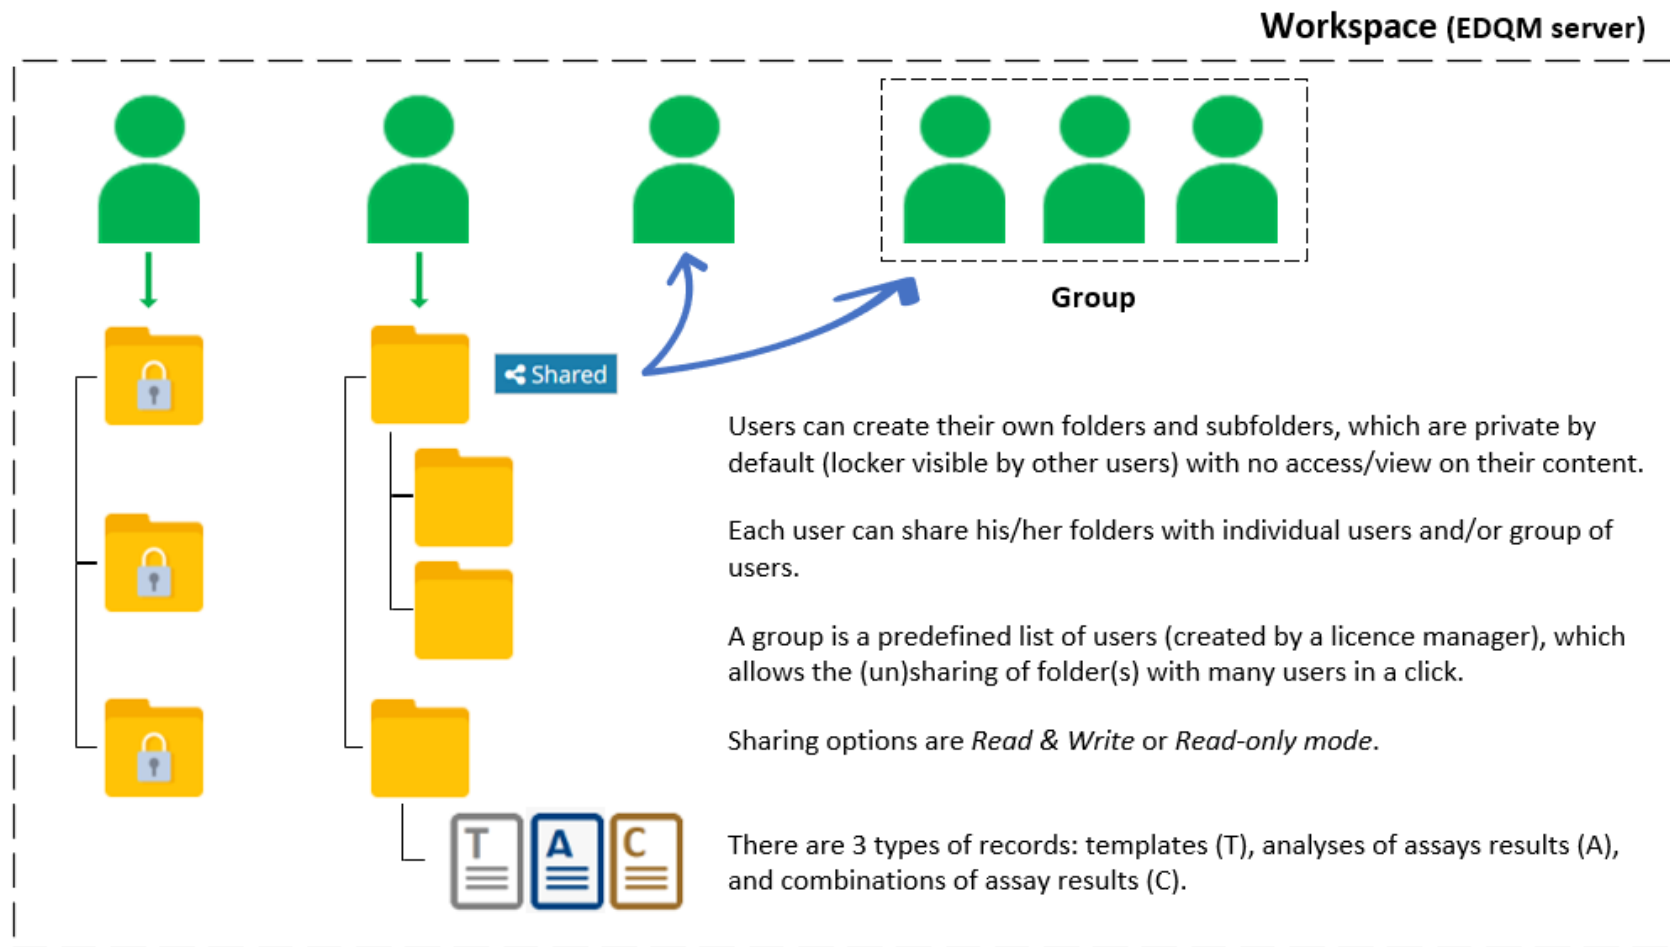 Workspace (EDQM server)
Group
Shared
Users can create their own folders and subfolders, which are private by
default (locker visible by other users) with no access/view on their content.
Each user can share his/her folders with individual users and/or group of
users.
A group is a predefined list of users (created by a licence manager), which
allows the (un)sharing of folder(s) with many users in a click.
Sharing options are Read & Write or Read-only mode.
T A C
There are 3 types of records: templates (T), analyses of assays results (A),
and combinations of assay results (C).